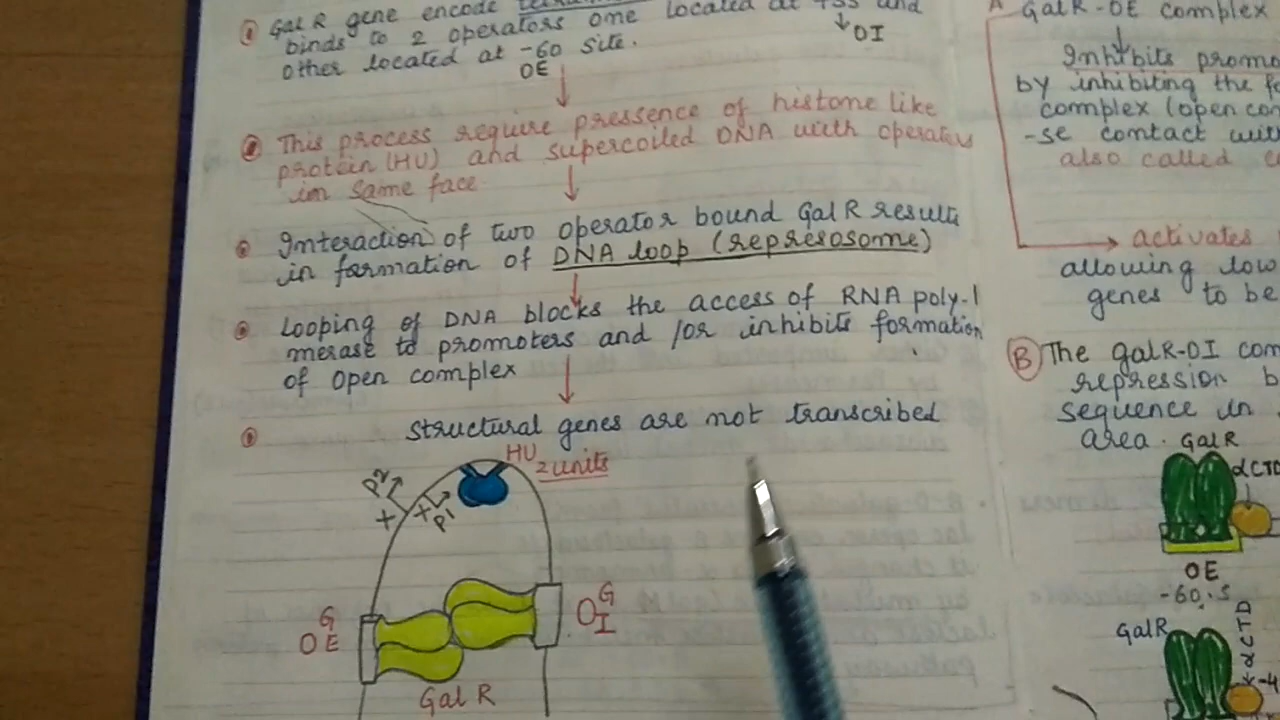 GalR gene encode
binds to 2 operators one located at +53 and
other located at -60 site.
OI
OE
This process require pressence of histone like
protein (HU) and supercoiled DNA with operators
in same face
Interaction of two operator bound Gal R results
in formation of DNA loop (represosome)
Looping of DNA blocks the access of RNA poly-
merase to promoters and /or inhibits formation
of open complex
structural genes are not transcribed
HU
2 units
P2
P1
G
OE
G
OI
Gal R
A GalR-OE complex
Inhibits promo
by inhibiting the
complex (open con
-se contact wit
also called
activates
allowing low
genes to be
B The galR-OI com
repression b
sequence in
area.
GalR
αCTD
OE
-60.5
GalR
αCTD